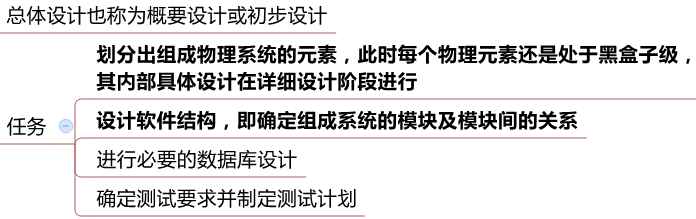 总体设计也称为概要设计或初步设计
划分出组成物理系统的元素，此时每个物理元素还是处于黑盒子级，
其内部具体设计在详细设计阶段进行
任务
设计软件结构，即确定组成系统的模块及模块间的关系
进行必要的数据库设计
确定测试要求并制定测试计划